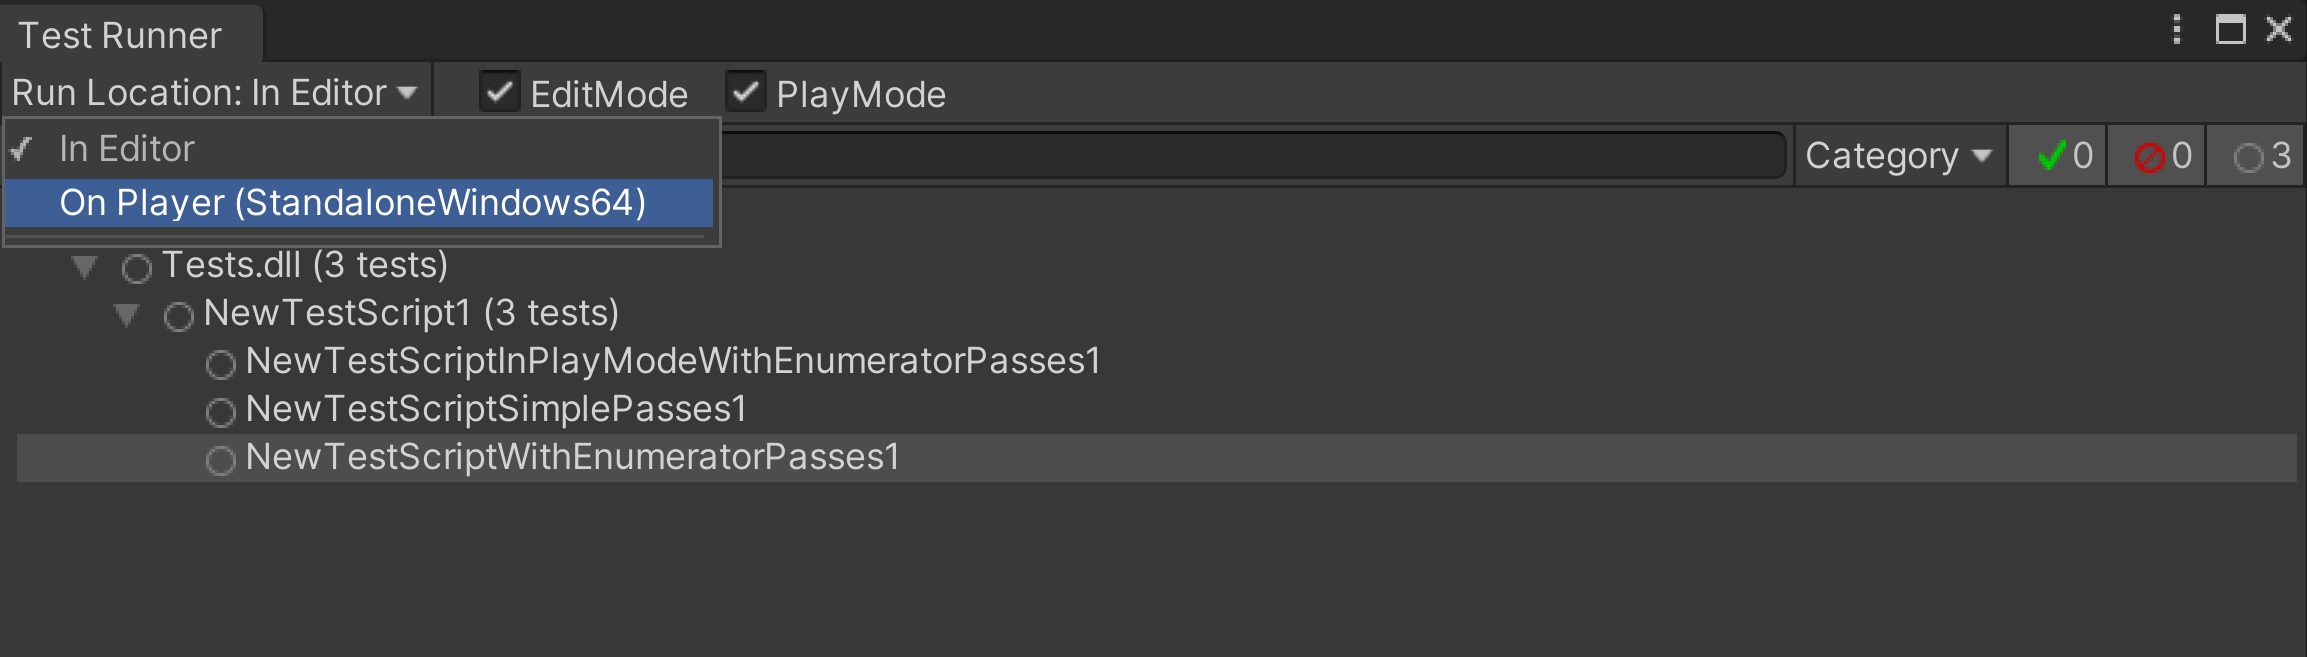 Test Runner
Run Location: In Editor EditMode PlayMode
In Editor
Category 0 0 3
On Player (StandaloneWindows64)
Tests.dll (3 tests)
NewTestScript1 (3 tests)
NewTestScriptInPlayModeWithEnumeratorPasses1
NewTestScriptSimplePasses1
NewTestScriptWithEnumeratorPasses1